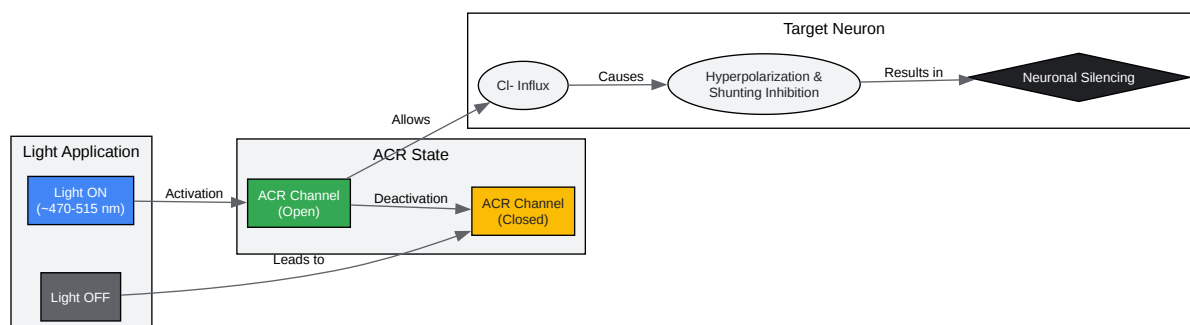 Target Neuron
Cl- Influx
Causes
Hyperpolarization &
Shunting Inhibition
Results in
Neuronal Silencing
Allows
Light Application
Light ON
(~470-515 nm)
Activation
ACR State
ACR Channel
(Open)
Deactivation
ACR Channel
(Closed)
Leads to
Light OFF